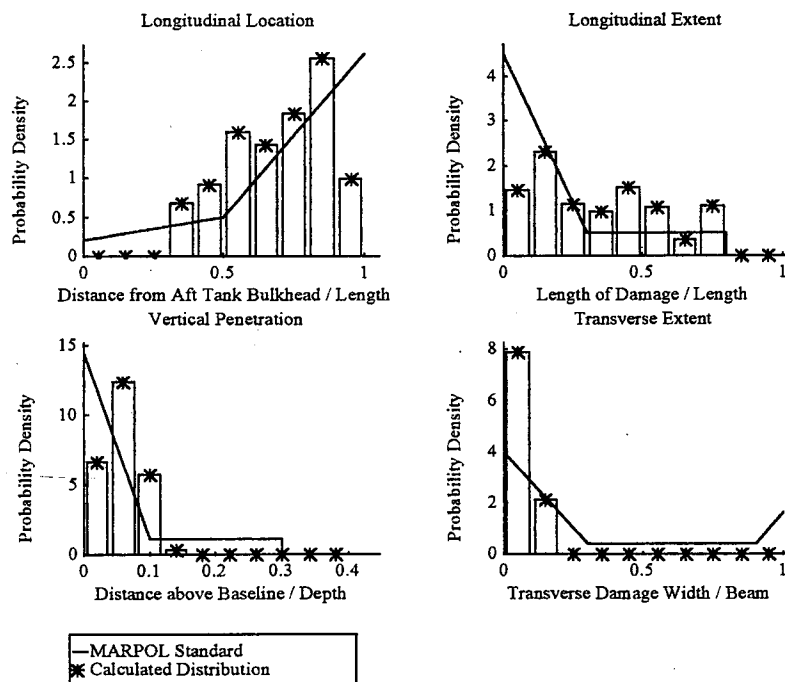 Longitudinal Location
Probability Density
2.5
2
1.5
1
0.5
0
0 0.5 1
Distance from Aft Tank Bulkhead / Length
Longitudinal Extent
Probability Density
4
3
2
1
0
0 0.5 1
Length of Damage / Length
Vertical Penetration
Probability Density
15
10
5
0
0 0.1 0.2 0.3 0.4
Distance above Baseline / Depth
Transverse Extent
Probability Density
8
6
4
2
0
0 0.5 1
Transverse Damage Width / Beam
MARPOL Standard
Calculated Distribution